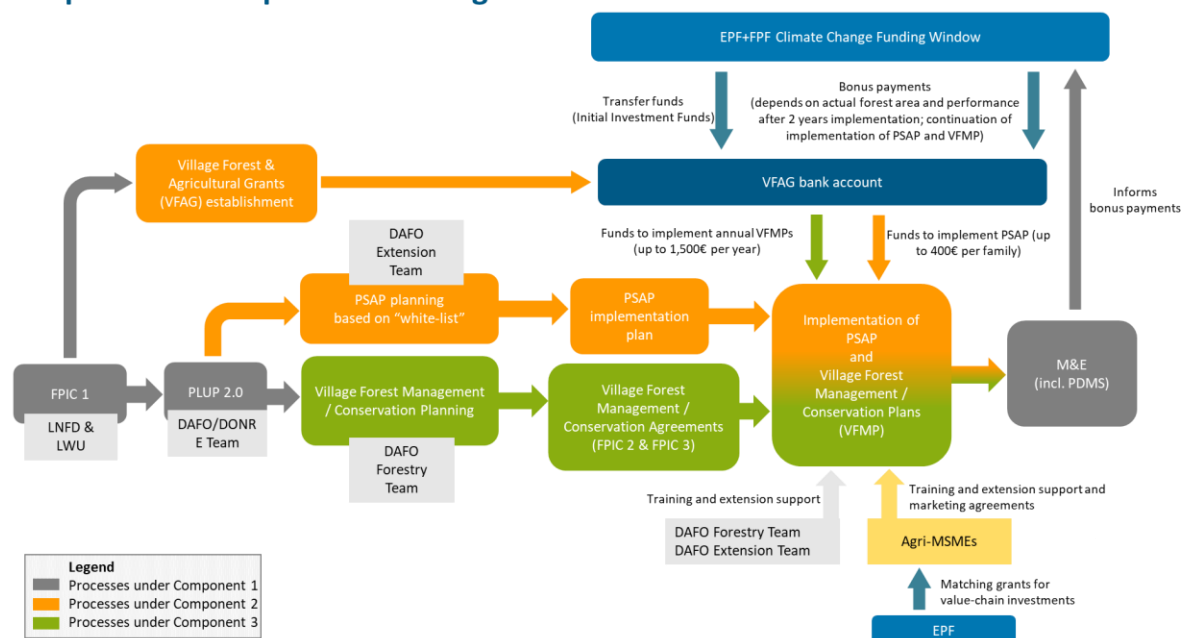 EPF+FPF Climate Change Funding Window
Transfer funds
(Initial Investment Funds)
Bonus payments
(depends on actual forest area and performance
after 2 years implementation; continuation of
implementation of PSAP and VFMP)
Village Forest &
Agricultural Grants
(VFAG) establishment
VFAG bank account
Informs
bonus payments
DAFO
Extension
Team
Funds to implement annual VFMPs
(up to 1,500€ per year)
Funds to implement PSAP (up
to 400€ per family)
PSAP planning
based on “white-list”
PSAP
implementation
plan
Implementation of
PSAP
and
Village Forest
Management /
Conservation Plans
(VFMP)
M&E
(incl. PDMS)
FPIC 1
LNFD &
LWU
PLUP 2.0
DAFO/DONR
E Team
Village Forest Management
/ Conservation Planning
DAFO
Forestry
Team
Village Forest
Management /
Conservation Agreements
(FPIC 2 & FPIC 3)
Training and extension support
DAFO Forestry Team
DAFO Extension Team
Training and extension support and
marketing agreements
Agri-MSMEs
Matching grants for
value-chain investments
EPF
Legend
Processes under Component 1
Processes under Component 2
Processes under Component 3